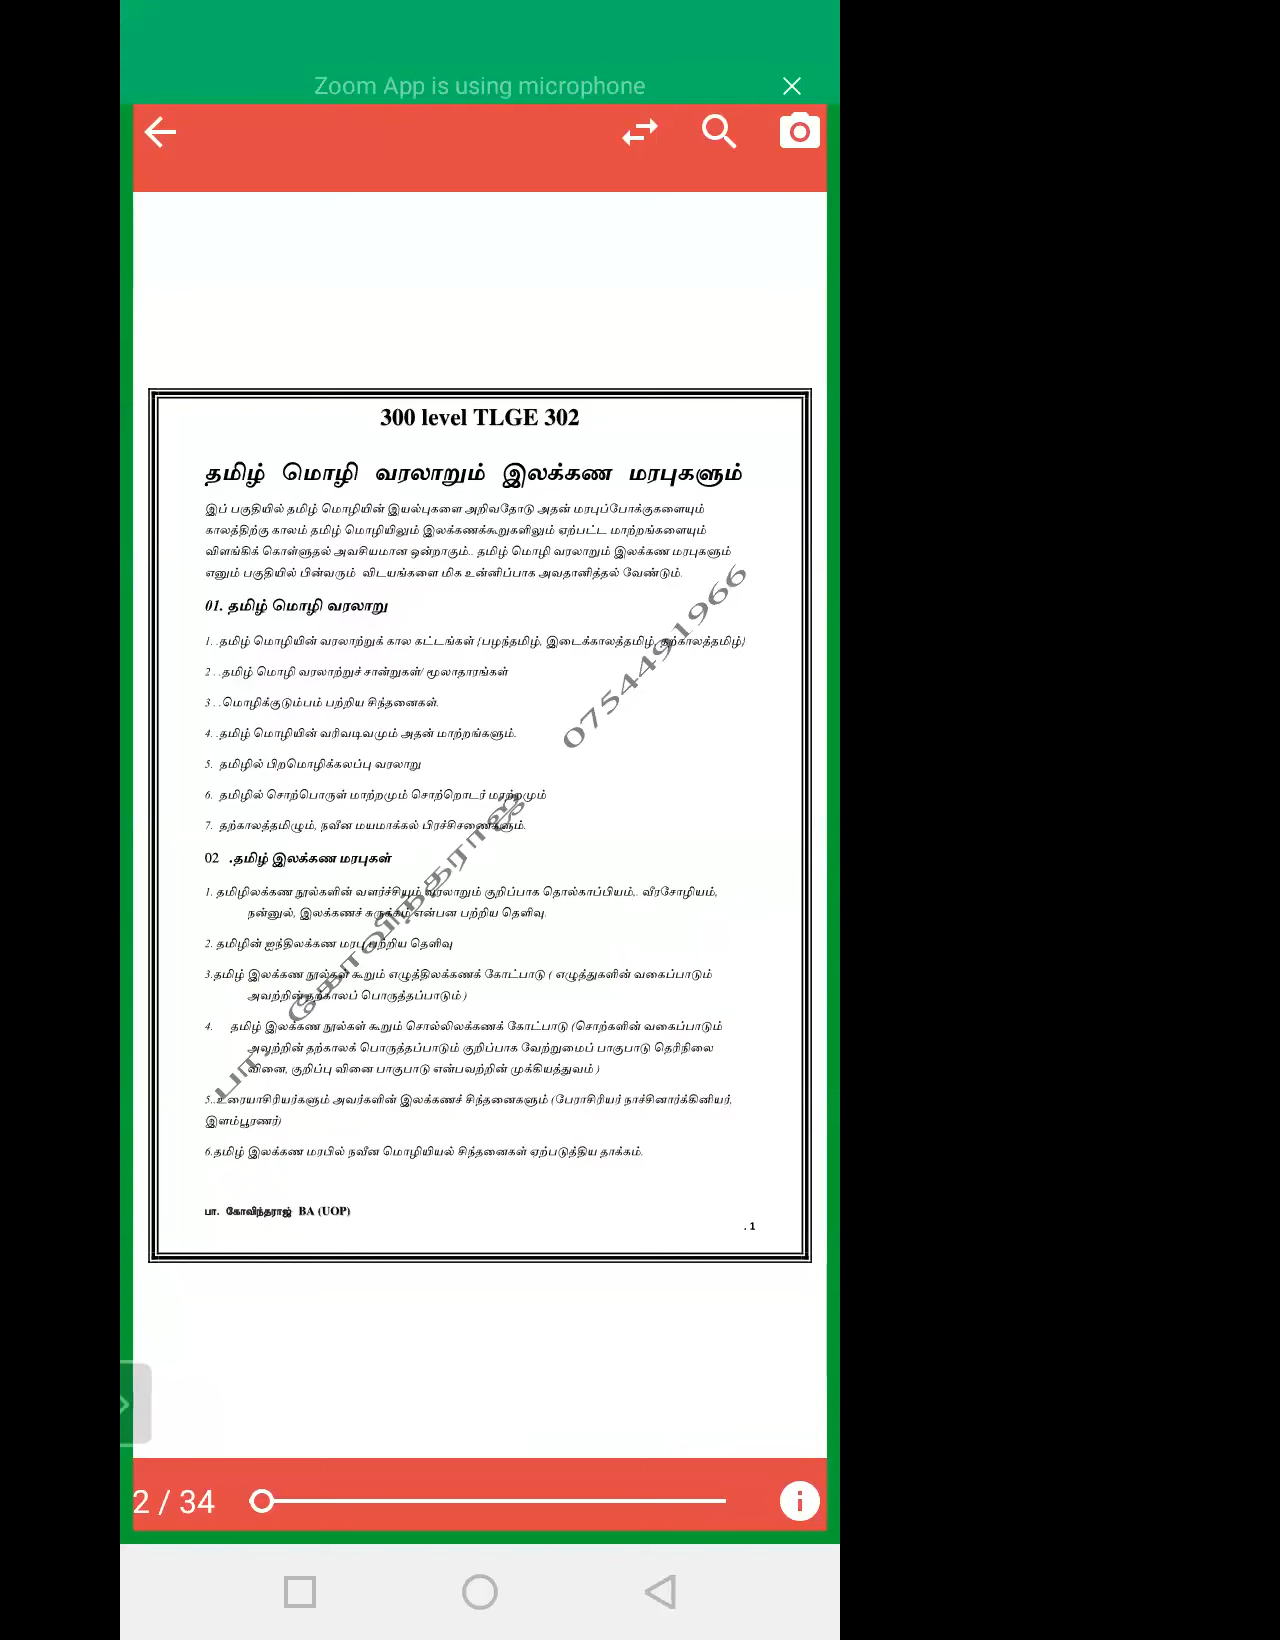 Zoom App is using microphone
300 level TLGE 302
தமிழ் மொழி வரலாறும் இலக்கண மரபுகளும்
இப் பகுதியில் தமிழ் மொழியின் இயல்புகளை அறிவதோடு அதன் மரபுப்போக்குகளையும்
காலத்திற்கு காலம் தமிழ் மொழியிலும் இலக்கணக்கூறுகளிலும் ஏற்பட்ட மாற்றங்களையும்
விளங்கிக் கொள்ளுதல் அவசியமான ஒன்றாகும்.. தமிழ் மொழி வரலாறும் இலக்கண மரபுகளும்
எனும் பகுதியில் பின்வரும் விடயங்களை மிக உன்னிப்பாக அவதானித்தல் வேண்டும்.
01. தமிழ் மொழி வரலாறு
1. .தமிழ் மொழியின் வரலாற்றுக் கால கட்டங்கள் {பழந்தமிழ், இடைக்காலத்தமிழ், தற்காலத்தமிழ்}
2 . .தமிழ் மொழி வரலாற்றுச் சான்றுகள்/ மூலாதாரங்கள்
3 . .மொழிக்குடும்பம் பற்றிய சிந்தனைகள்.
4. .தமிழ் மொழியின் வரிவடிவமும் அதன் மாற்றங்களும்.
5. தமிழில் பிறமொழிக்கலப்பு வரலாறு
6. தமிழில் சொற்பொருள் மாற்றமும் சொற்றொடர் மாற்றமும்
7. தற்காலத்தமிழும், நவீன மயமாக்கல் பிரச்சிசணைகளும்.
02 .தமிழ் இலக்கண மரபுகள்
1. தமிழிலக்கண நூல்களின் வளர்ச்சியும் வரலாறும் குறிப்பாக தொல்காப்பியம்,. வீரசோழியம்,
நன்னுல், இலக்கணச் சுருக்கம் என்பன பற்றிய தெளிவு.
2. தமிழின் ஐந்திலக்கண மரபு பற்றிய தெளிவு
3.தமிழ் இலக்கண நூல்கள் கூறும் எழுத்திலக்கணக் கோட்பாடு ( எழுத்துகளின் வகைப்பாடும்
அவற்றின் தற்காலப் பொருத்தப்பாடும் )
4. தமிழ் இலக்கண நூல்கள் கூறும் சொல்லிலக்கணக் கோட்பாடு (சொற்களின் வகைப்பாடும்
அவற்றின் தற்காலக் பொருத்தப்பாடும் குறிப்பாக வேற்றுமைப் பாகுபாடு தெரிநிலை
வினை, குறிப்பு வினை பாகுபாடு என்பவற்றின் முக்கியத்துவம் )
5..உரையாசிரியர்களும் அவர்களின் இலக்கணச் சிந்தனைகளும் (பேராசிரியர் நாச்சினார்க்கினியர்,
இளம்பூரணர்)
6.தமிழ் இலக்கண மரபில் நவீன மொழியியல் சிந்தனைகள் ஏற்படுத்திய தாக்கம்.
பா. கோவிந்தராஜ் 0754491966
பா. கோவிந்தராஜ் BA (UOP)
. 1
2 / 34